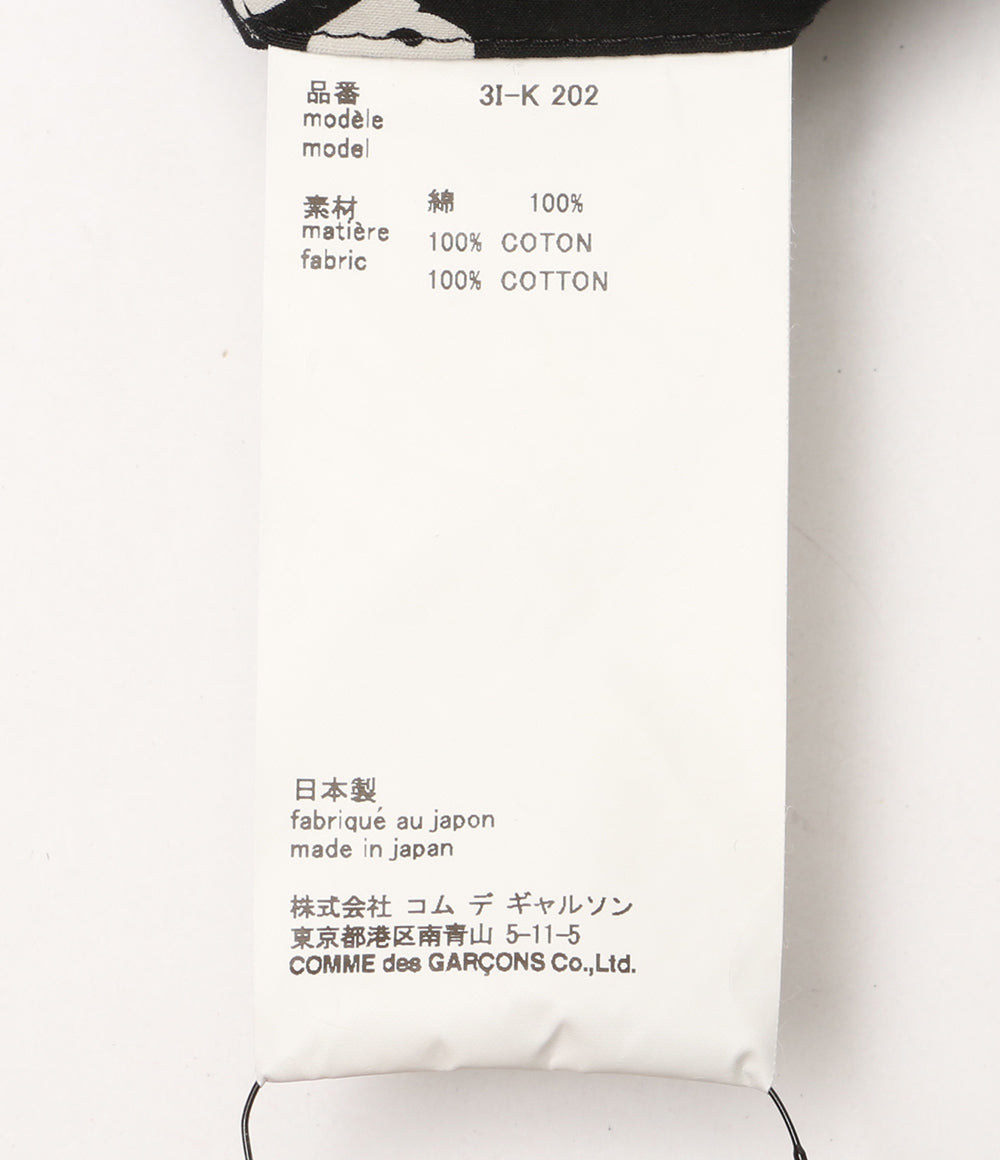 品番 3I-K 202
modèle
model
素材 綿 100%
matière 100% COTON
fabric 100% COTTON
日本製
fabriqué au japon
made in japan
株式会社 コム デ ギャルソン
東京都港区南青山 5-11-5
COMME des GARÇONS Co.,Ltd.